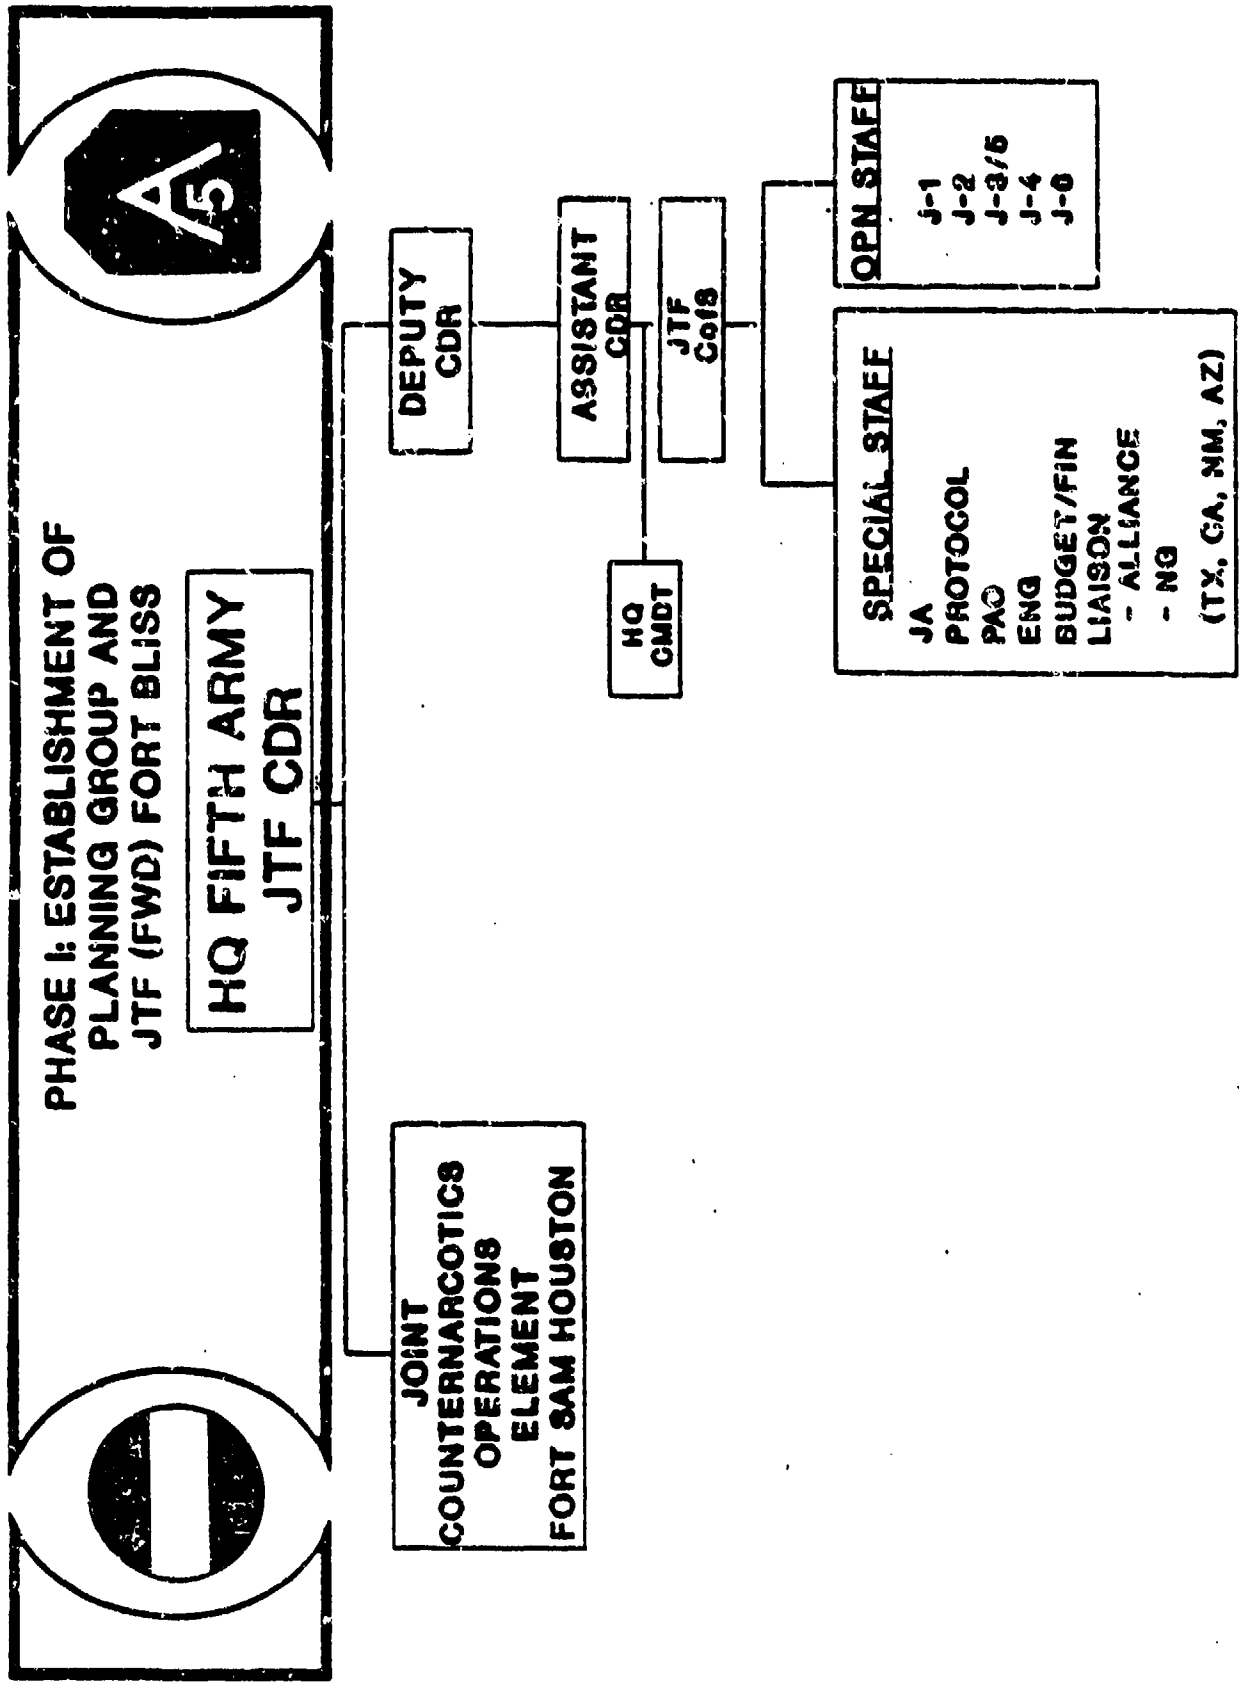 PHASE I: ESTABLISHMENT OF
PLANNING GROUP AND
JTF (FWD) FORT BLISS
A
5
HQ FIFTH ARMY
JTF CDR
JOINT
COUNTERNARCOTICS
OPERATIONS
ELEMENT
FORT SAM HOUSTON
DEPUTY
CDR
ASSISTANT
CDR
HQ
CMDT
JTF
CofS
SPECIAL STAFF
JA
PROTOCOL
PAO
ENG
BUDGET/FIN
LIAISON
- ALLIANCE
- NG
(TX, CA, NM, AZ)
OPN STAFF
J-1
J-2
J-3/5
J-4
J-6